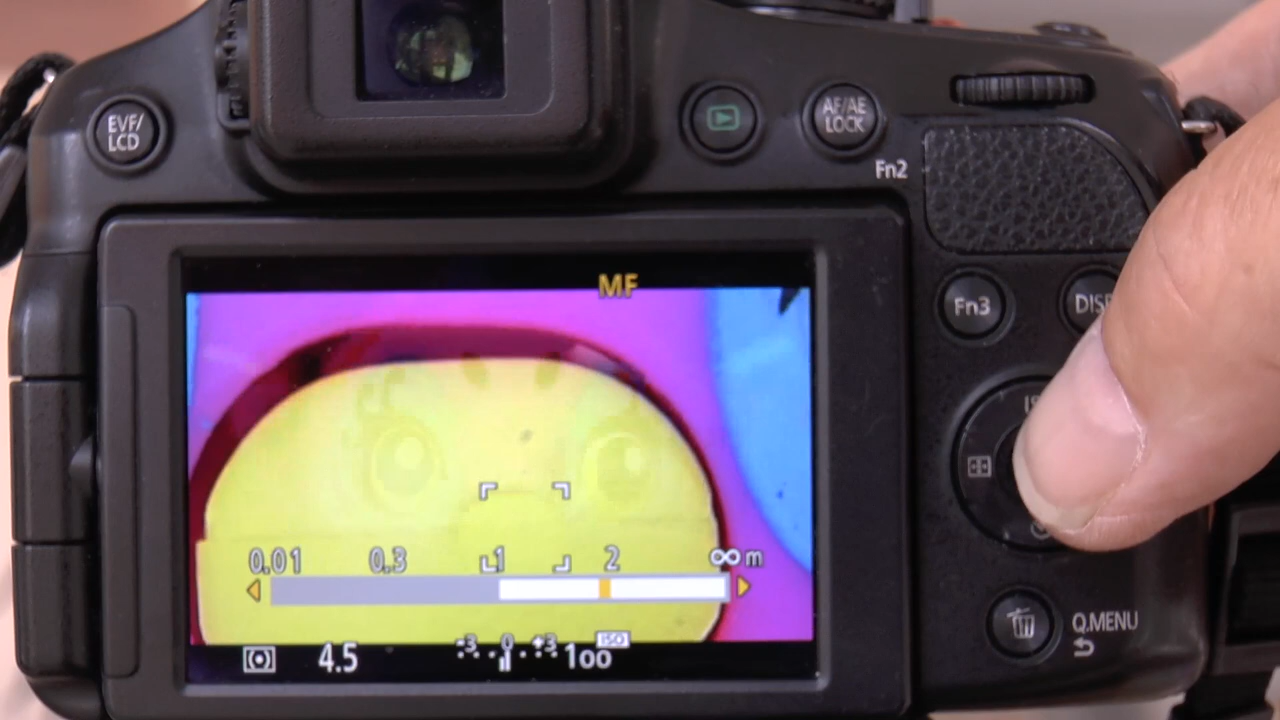 EVF/
LCD
AF/AE
LOCK
Fn2
MF
Fn3
0.01 0.3 1 2 ∞ m
4.5
-3 0 +3
ISO
100
Q.MENU